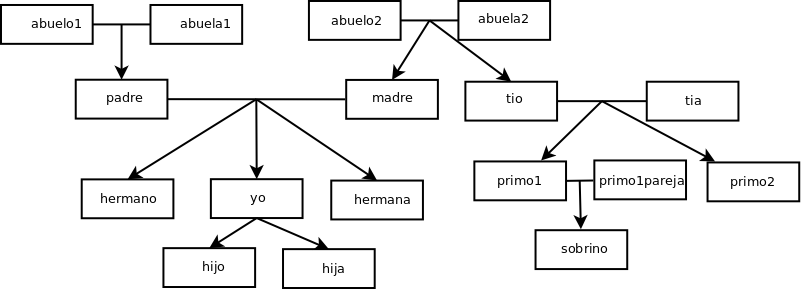 abuelo1
abuela1
abuelo2
abuela2
padre
madre
tio
tia
hermano
yo
hermana
primo1
primo1pareja
primo2
hijo
hija
sobrino